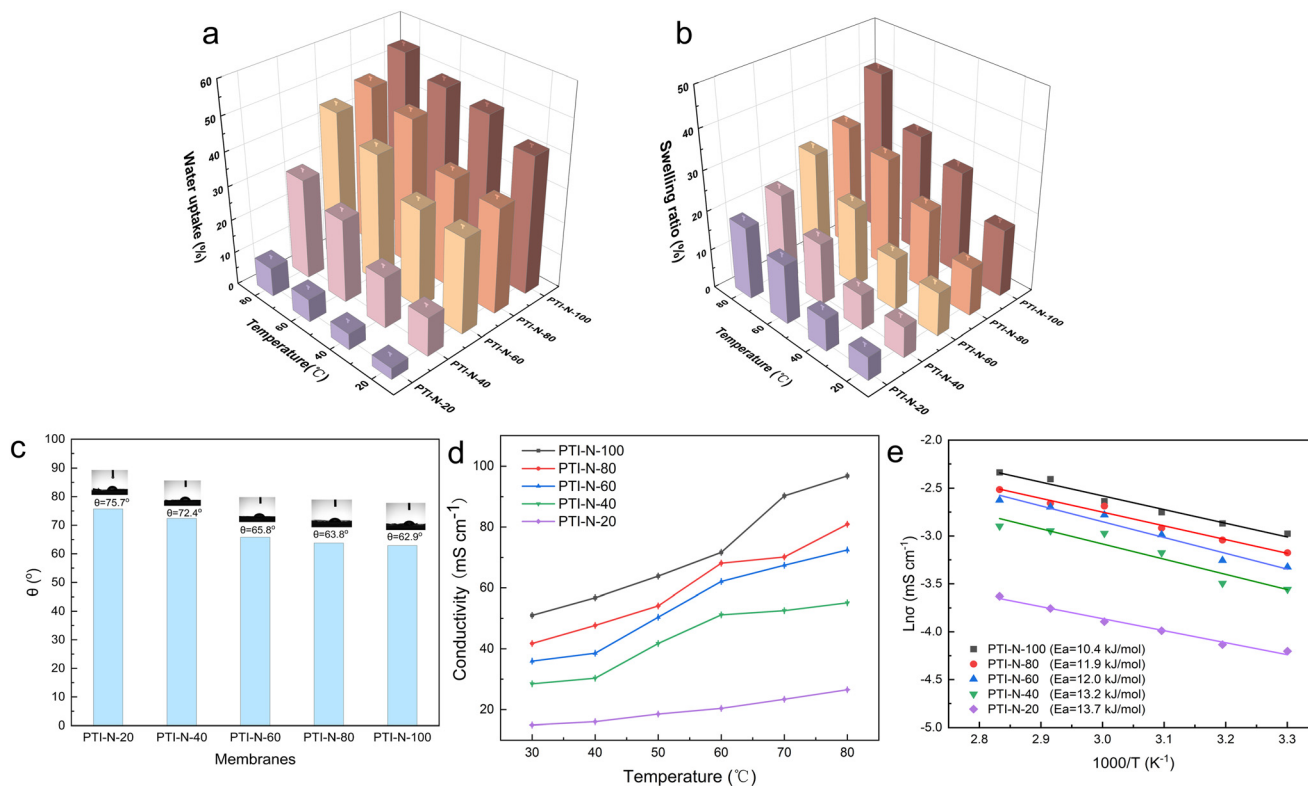 a
Water uptake (%)
60
50
40
30
20
10
0
80
60
40
20
Temperature(℃)
PTI-N-20
PTI-N-40
PTI-N-60
PTI-N-80
PTI-N-100
b
Swelling ratio (%)
50
40
30
20
10
0
80
60
40
20
Temperature (℃)
PTI-N-20
PTI-N-40
PTI-N-60
PTI-N-80
PTI-N-100
c
θ (º)
100
90
80
70
60
50
40
30
20
10
0
θ=75.7º
θ=72.4º
θ=65.8º
θ=63.8º
θ=62.9º
PTI-N-20 PTI-N-40 PTI-N-60 PTI-N-80 PTI-N-100
Membranes
d
Conductivity (mS cm⁻¹)
100
80
60
40
20
PTI-N-100
PTI-N-80
PTI-N-60
PTI-N-40
PTI-N-20
30 40 50 60 70 80
Temperature (℃)
e
Lnσ (mS cm⁻¹)
-2.0
-2.5
-3.0
-3.5
-4.0
-4.5
-5.0
PTI-N-100 (Ea=10.4 kJ/mol)
PTI-N-80 (Ea=11.9 kJ/mol)
PTI-N-60 (Ea=12.0 kJ/mol)
PTI-N-40 (Ea=13.2 kJ/mol)
PTI-N-20 (Ea=13.7 kJ/mol)
2.8 2.9 3.0 3.1 3.2 3.3
1000/T (K⁻¹)